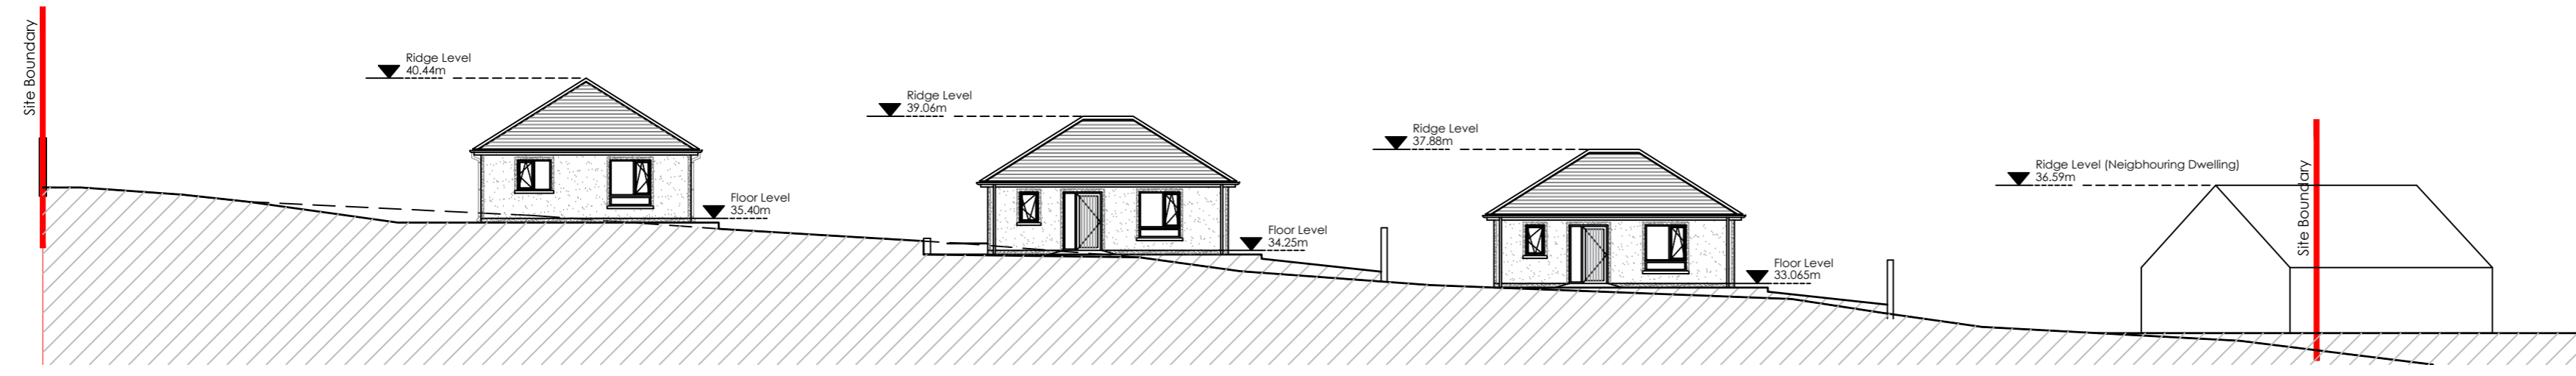 Site Boundary
Ridge Level
40.44m
Floor Level
35.40m
Ridge Level
39.06m
Floor Level
34.25m
Ridge Level
37.88m
Floor Level
33.065m
Ridge Level (Neigbhouring Dwelling)
36.59m
Site Boundary